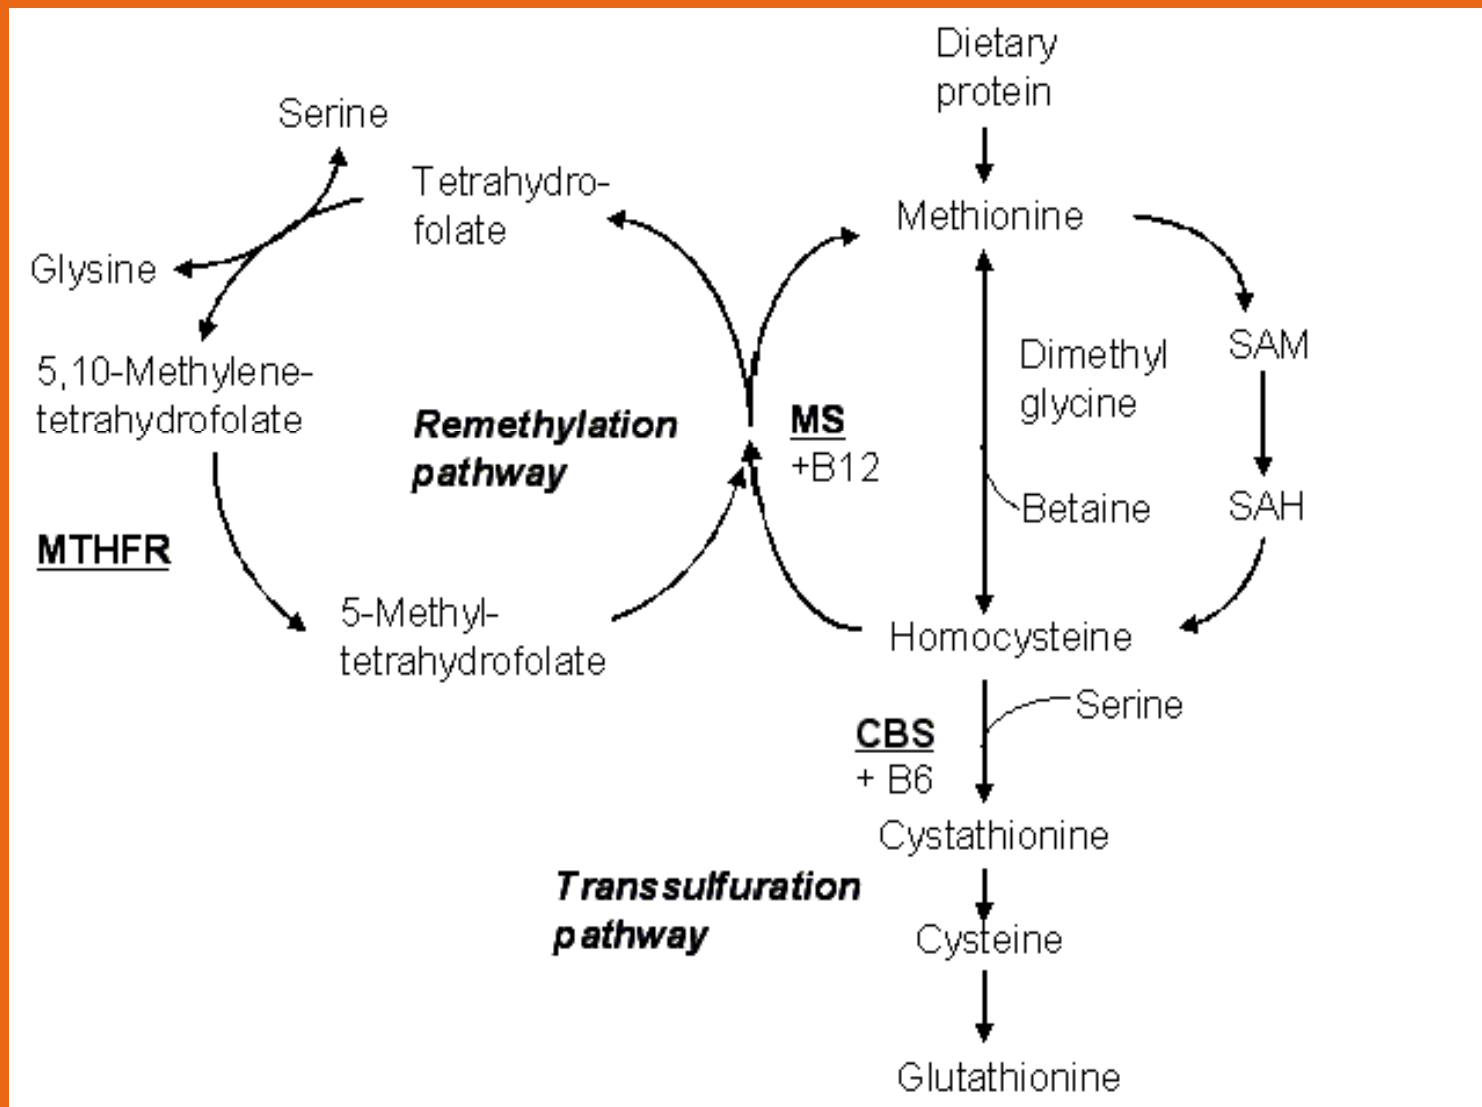 Dietary
protein
Serine
Tetrahydro-
folate
Methionine
Glysine
5,10-Methylene-
tetrahydrofolate
Dimethyl
glycine
SAM
Remethylation
pathway
MS
+B12
Betaine
SAH
MTHFR
5-Methyl-
tetrahydrofolate
Homocysteine
Serine
CBS
+ B6
Cystathionine
Transsulfuration
pathway
Cysteine
Glutathionine